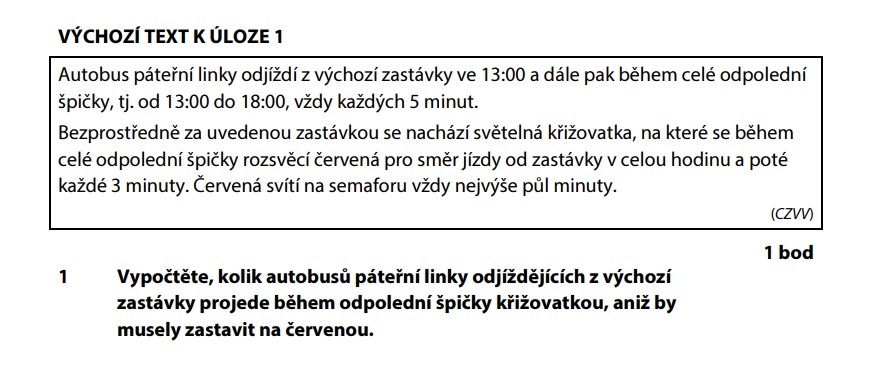 VÝCHOZÍ TEXT K ÚLOZE 1
Autobus páteřní linky odjíždí z výchozí zastávky ve 13:00 a dále pak během celé odpolední
špičky, tj. od 13:00 do 18:00, vždy každých 5 minut.
Bezprostředně za uvedenou zastávkou se nachází světelná křižovatka, na které se během
celé odpolední špičky rozsvěcí červená pro směr jízdy od zastávky v celou hodinu a poté
každé 3 minuty. Červená svítí na semaforu vždy nejvýše půl minuty.
(CZVV)
1 bod
1 Vypočtěte, kolik autobusů páteřní linky odjíždějících z výchozí
zastávky projede během odpolední špičky křižovatkou, aniž by
musely zastavit na červenou.